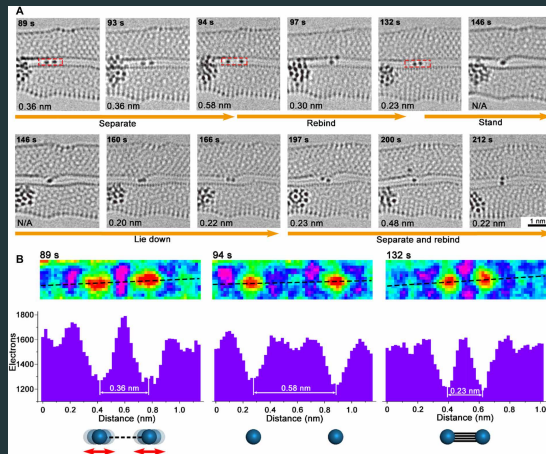 A
89 s 93 s 94 s 97 s 132 s 146 s
0.36 nm 0.36 nm 0.58 nm 0.30 nm 0.23 nm N/A
Separate Rebind Stand
146 s 160 s 166 s 197 s 200 s 212 s
1 nm
N/A 0.20 nm 0.22 nm 0.23 nm 0.48 nm 0.22 nm
Lie down Separate and rebind
B
89 s 94 s 132 s
1800
1600
1400
1200
Electrons
0.36 nm 0.58 nm 0.23 nm
0 0.2 0.4 0.6 0.8 1.0 0 0.2 0.4 0.6 0.8 1.0 0 0.2 0.4 0.6 0.8 1.0
Distance (nm) Distance (nm) Distance (nm)